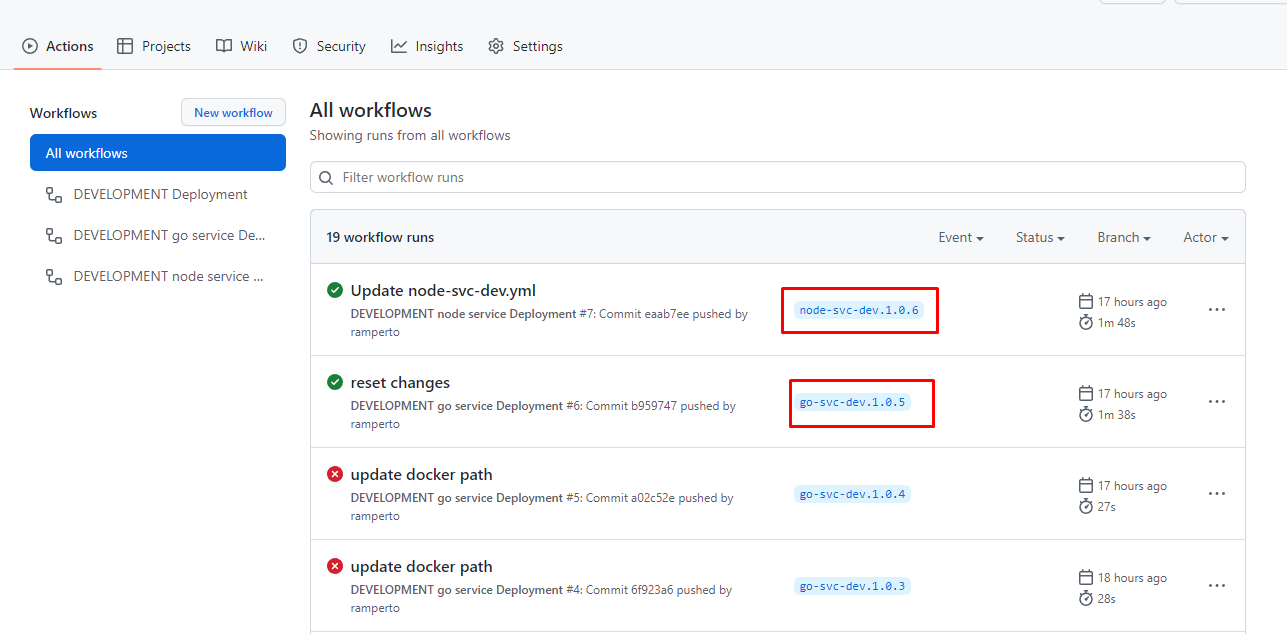 Actions
Projects
Wiki
Security
Insights
Settings
Workflows
New workflow
All workflows
DEVELOPMENT Deployment
DEVELOPMENT go service De...
DEVELOPMENT node service ...
All workflows
Showing runs from all workflows
Filter workflow runs
19 workflow runs
Event
Status
Branch
Actor
Update node-svc-dev.yml
DEVELOPMENT node service Deployment #7: Commit eaab7ee pushed by
ramperto
node-svc-dev.1.0.6
17 hours ago
1m 48s
reset changes
DEVELOPMENT go service Deployment #6: Commit b959747 pushed by
ramperto
go-svc-dev.1.0.5
17 hours ago
1m 38s
update docker path
DEVELOPMENT go service Deployment #5: Commit a02c52e pushed by
ramperto
go-svc-dev.1.0.4
17 hours ago
27s
update docker path
DEVELOPMENT go service Deployment #4: Commit 6f923a6 pushed by
ramperto
go-svc-dev.1.0.3
18 hours ago
28s